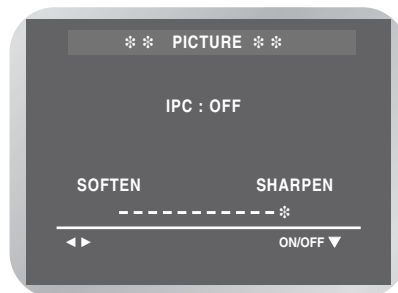 ❇ ❇ PICTURE ❇ ❇
IPC : OFF
SOFTEN SHARPEN
- - - - - - - - - - - ❇
◄ ► ON/OFF ▼